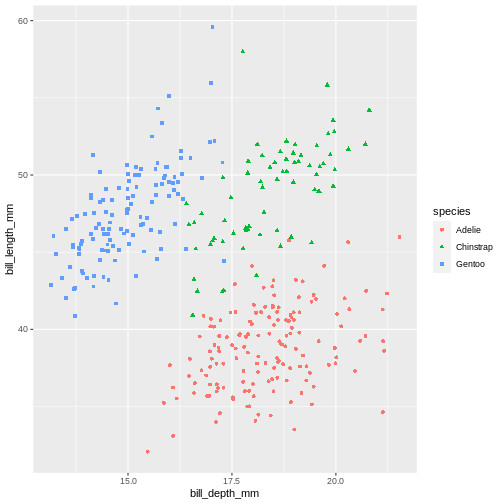 60
50
40
bill_length_mm
15.0
17.5
20.0
bill_depth_mm
species
Adelie
Chinstrap
Gentoo